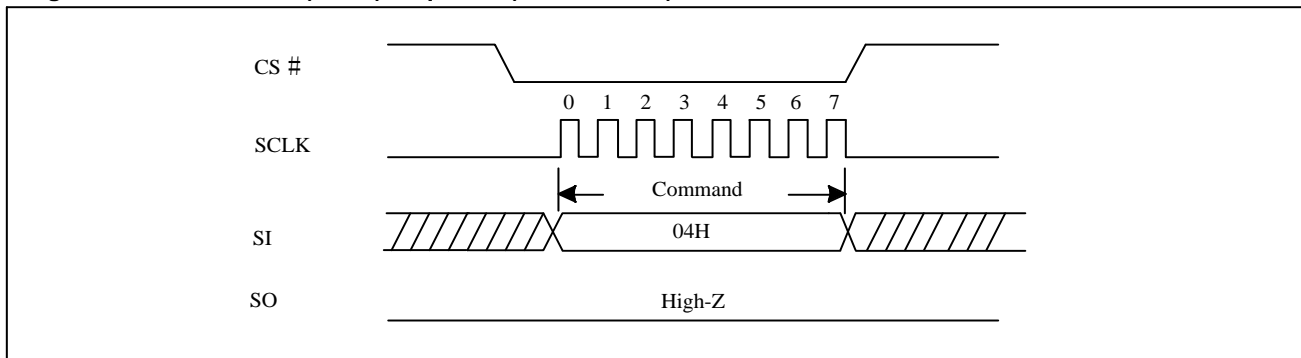 CS #
0 1 2 3 4 5 6 7
SCLK
Command
SI
04H
SO
High-Z